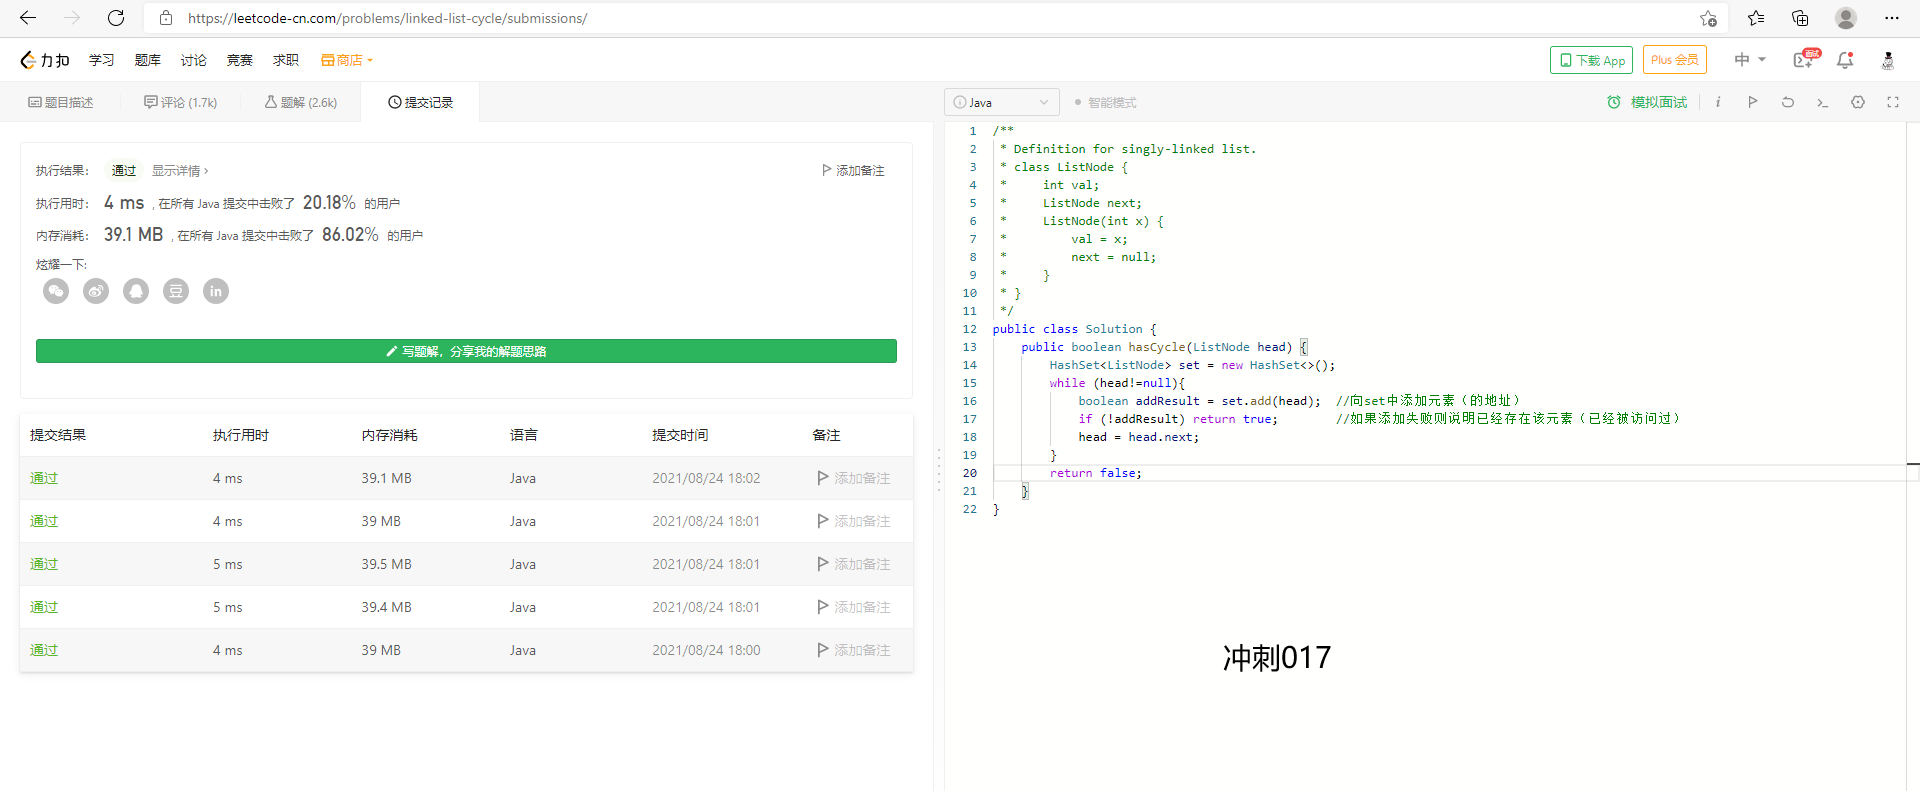 https://leetcode-cn.com/problems/linked-list-cycle/submissions/
力扣 学习 题库 讨论 竞赛 求职 商店 下载 App Plus 会员 中 面试
题目描述 评论 (1.7k) 题解 (2.6k) 提交记录
执行结果： 通过 显示详情 › 添加备注
执行用时： 4 ms , 在所有 Java 提交中击败了 20.18% 的用户
内存消耗： 39.1 MB , 在所有 Java 提交中击败了 86.02% 的用户
炫耀一下:
豆 in
写题解，分享我的解题思路
提交结果 执行用时 内存消耗 语言 提交时间 备注
通过 4 ms 39.1 MB Java 2021/08/24 18:02 添加备注
通过 4 ms 39 MB Java 2021/08/24 18:01 添加备注
通过 5 ms 39.5 MB Java 2021/08/24 18:01 添加备注
通过 5 ms 39.4 MB Java 2021/08/24 18:01 添加备注
通过 4 ms 39 MB Java 2021/08/24 18:00 添加备注
Java 智能模式 模拟面试 i
1 /**
2 * Definition for singly-linked list.
3 * class ListNode {
4 * int val;
5 * ListNode next;
6 * ListNode(int x) {
7 * val = x;
8 * next = null;
9 * }
10 * }
11 */
12 public class Solution {
13 public boolean hasCycle(ListNode head) {
14 HashSet<ListNode> set = new HashSet<>();
15 while (head!=null){
16 boolean addResult = set.add(head); //向set中添加元素（的地址）
17 if (!addResult) return true; //如果添加失败则说明已经存在该元素（已经被访问过）
18 head = head.next;
19 }
20 return false;
21 }
22 }
冲刺017